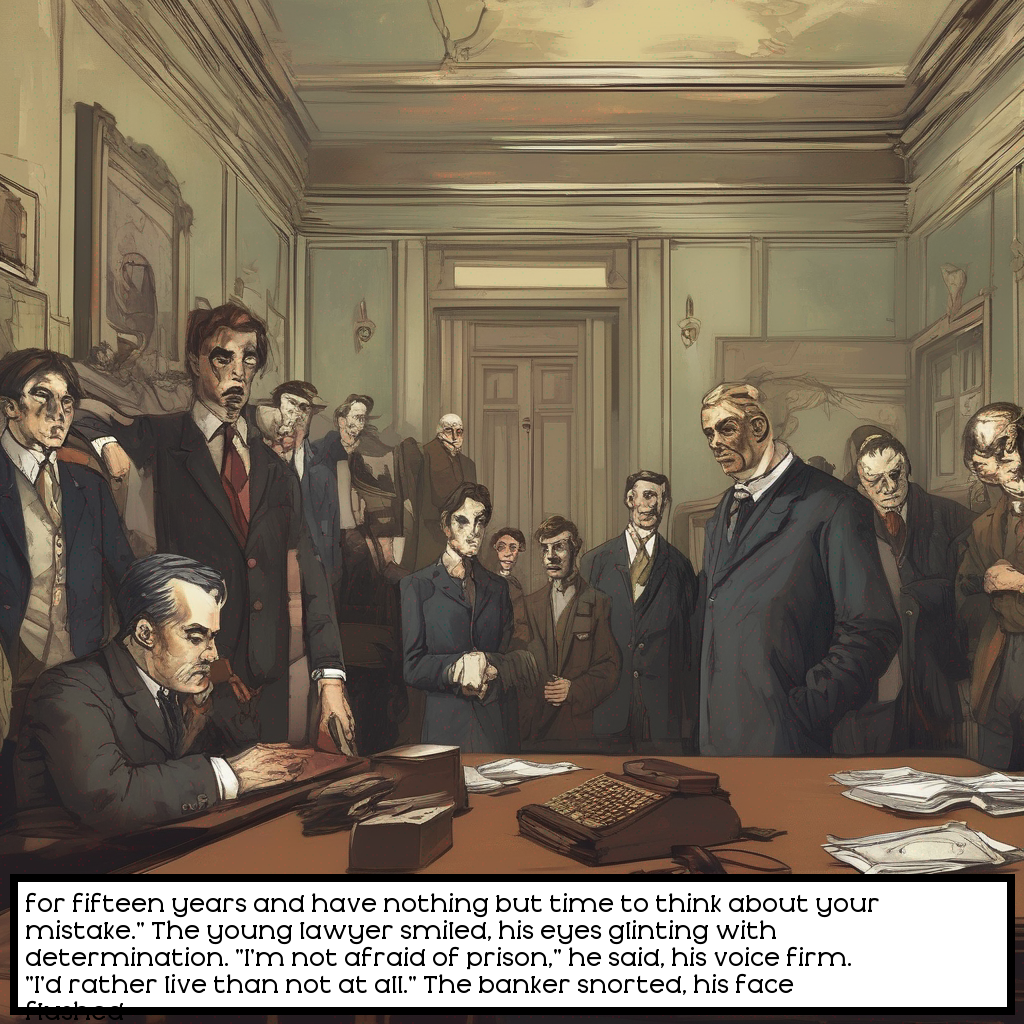 for fifteen years and have nothing but time to think about your
mistake." The young lawyer smiled, his eyes glinting with
determination. "I'm not afraid of prison," he said, his voice firm.
"I'd rather live than not at all." The banker snorted, his face
flushed